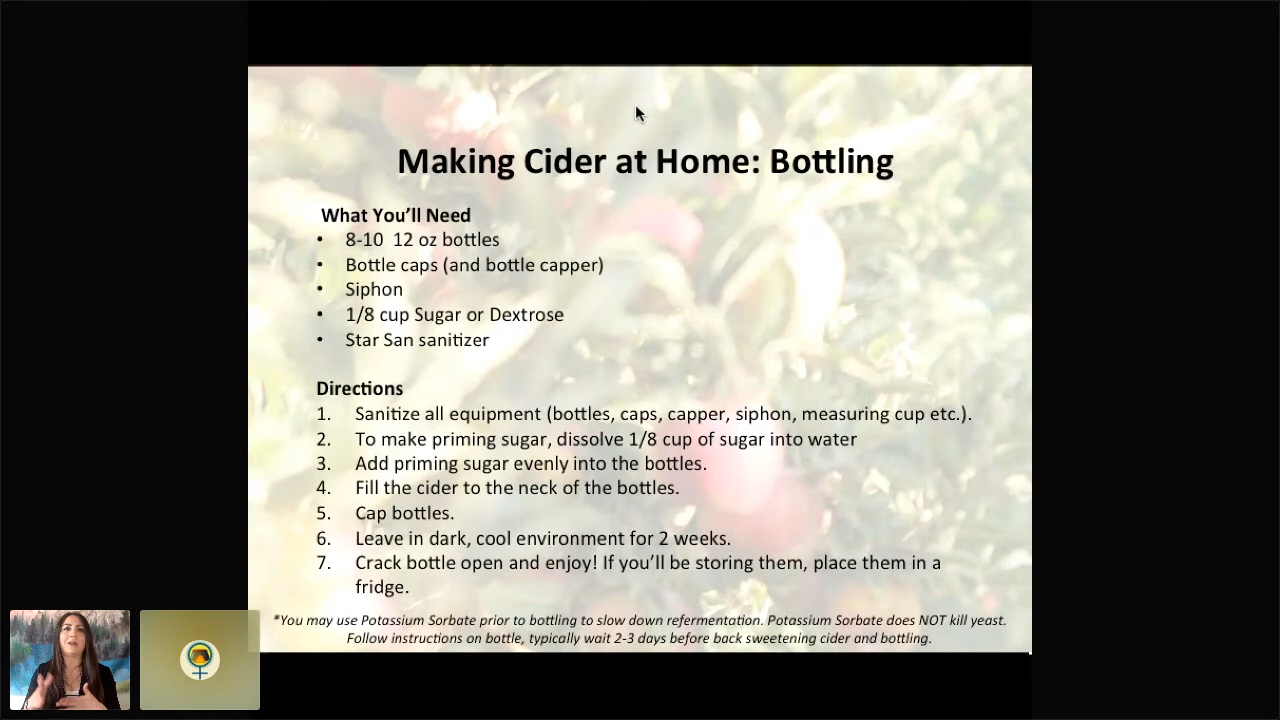 Making Cider at Home: Bottling
What You'll Need
• 8-10  12 oz bottles
• Bottle caps (and bottle capper)
• Siphon
• 1/8 cup Sugar or Dextrose
• Star San sanitizer
Directions
1. Sanitize all equipment (bottles, caps, capper, siphon, measuring cup etc.).
2. To make priming sugar, dissolve 1/8 cup of sugar into water
3. Add priming sugar evenly into the bottles.
4. Fill the cider to the neck of the bottles.
5. Cap bottles.
6. Leave in dark, cool environment for 2 weeks.
7. Crack bottle open and enjoy! If you'll be storing them, place them in a
fridge.
*You may use Potassium Sorbate prior to bottling to slow down refermentation. Potassium Sorbate does NOT kill yeast.
Follow instructions on bottle, typically wait 2-3 days before back sweetening cider and bottling.